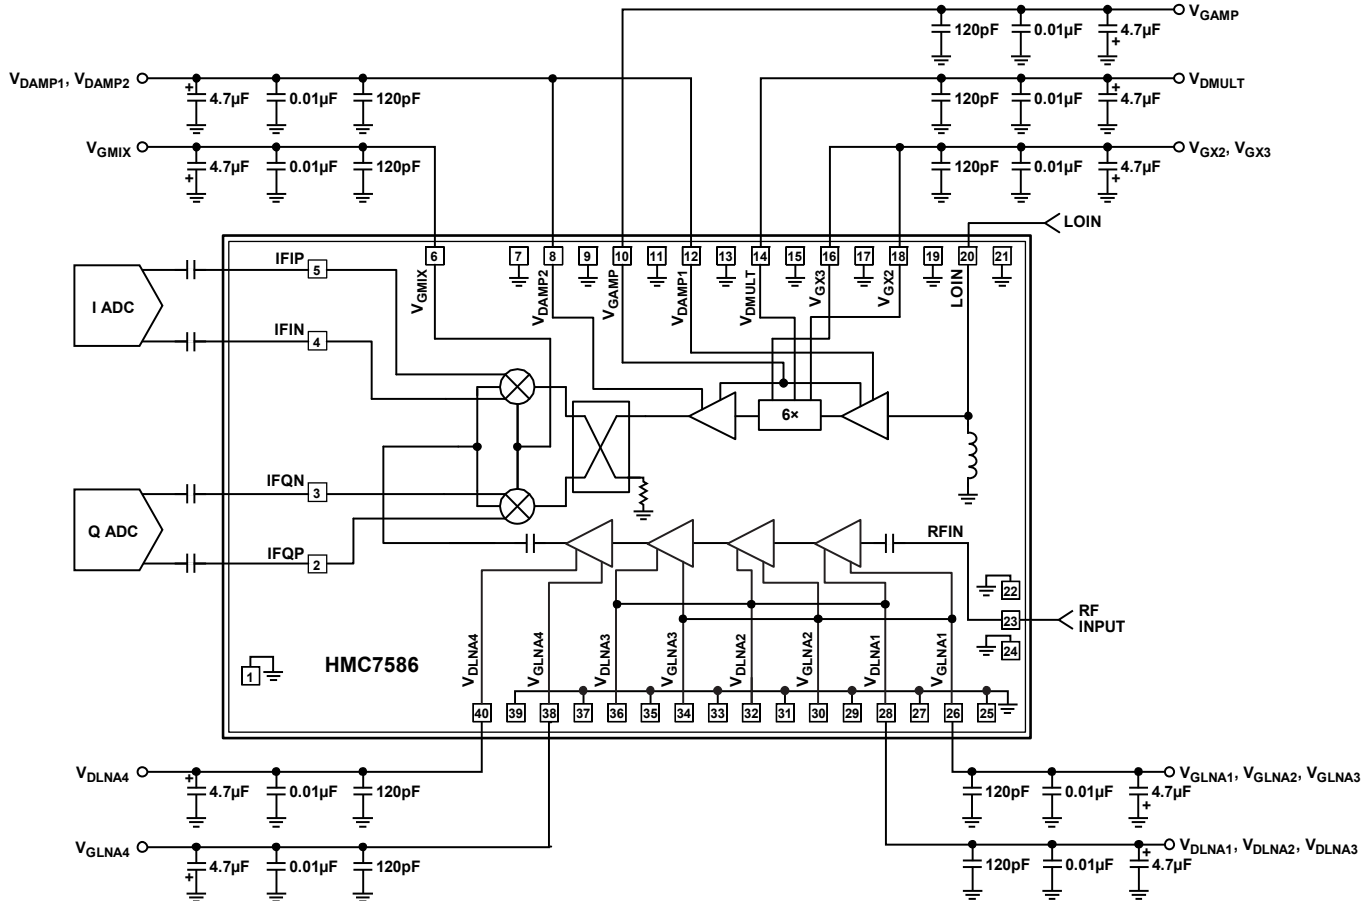 VGAMP
120pF 0.01µF 4.7µF
+
VDAMP1, VDAMP2
+
4.7µF 0.01µF 120pF
VDMULT
+
120pF 0.01µF 4.7µF
VGMIX
4.7µF 0.01µF 120pF
+
VGX2, VGX3
120pF 0.01µF 4.7µF
+
LOIN
6 7 8 9 10 11 12 13 14 15 16 17 18 19 20 21
VGMIX
VDAMP2
VGAMP
VDAMP1
VDMULT
VGX3
VGX2
LOIN
I ADC
IFIP 5
IFIN 4
6×
Q ADC
IFQN 3
IFQP 2
RFIN
22
23
24
RF
INPUT
1
HMC7586
VDLNA4
VGLNA4
VDLNA3
VGLNA3
VDLNA2
VGLNA2
VDLNA1
VGLNA1
40 39 38 37 36 35 34 33 32 31 30 29 28 27 26 25
VDLNA4
+
4.7µF 0.01µF 120pF
VGLNA1, VGLNA2, VGLNA3
120pF 0.01µF 4.7µF
+
VGLNA4
4.7µF 0.01µF 120pF
+
VDLNA1, VDLNA2, VDLNA3
+
120pF 0.01µF 4.7µF